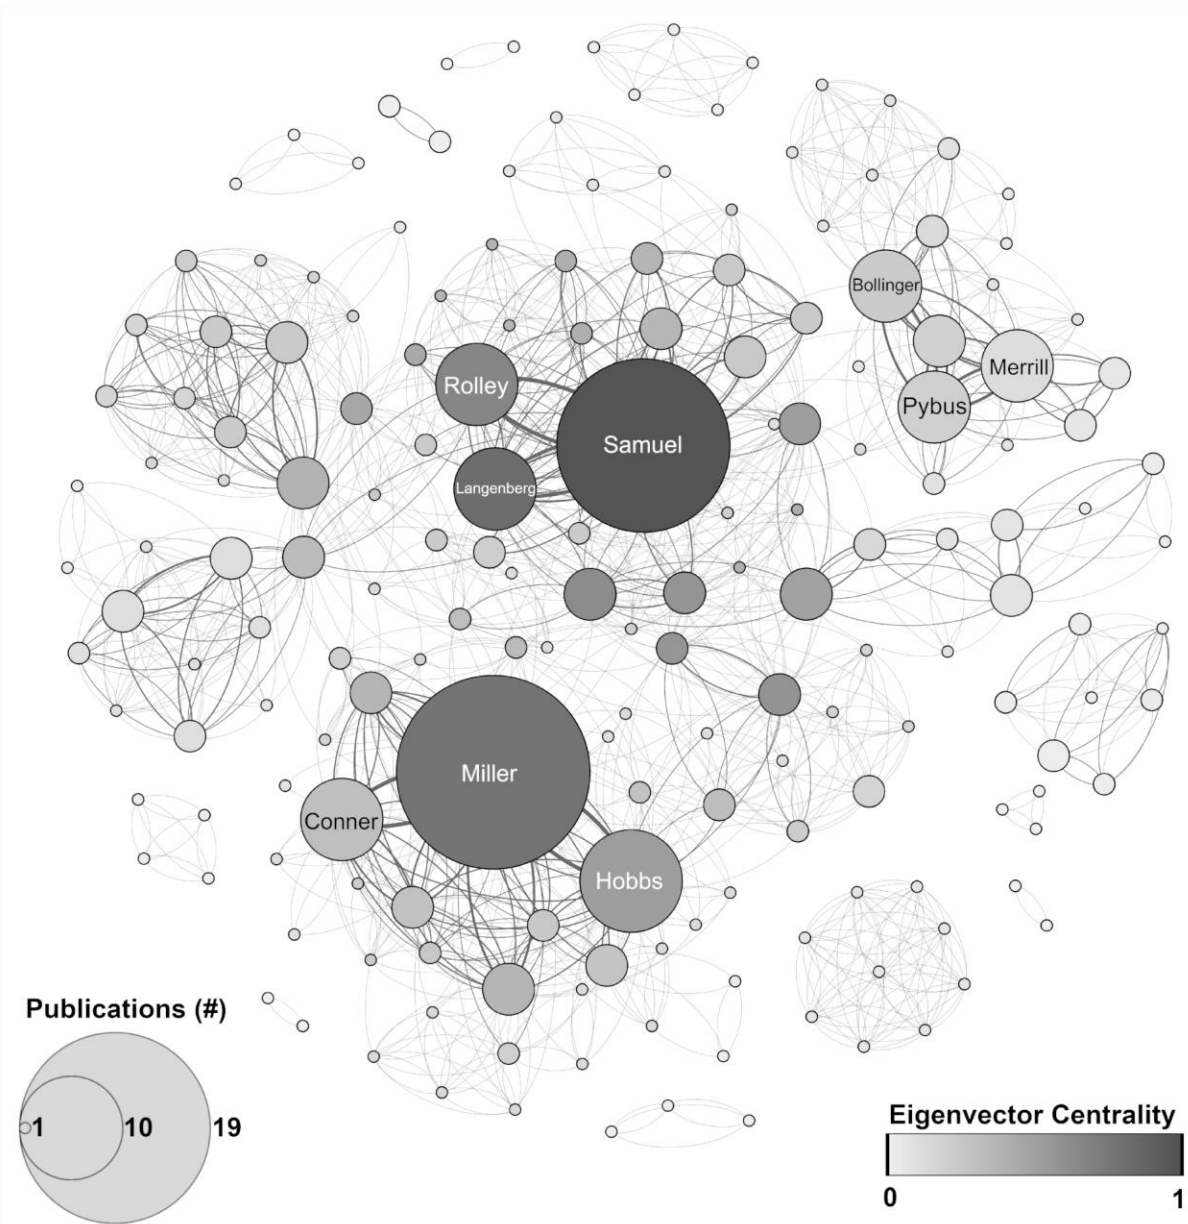 Bollinger
Merrill
Rolley
Pybus
Samuel
Langenberg
Miller
Conner
Hobbs
Publications (#)
1 10 19
Eigenvector Centrality
0 1